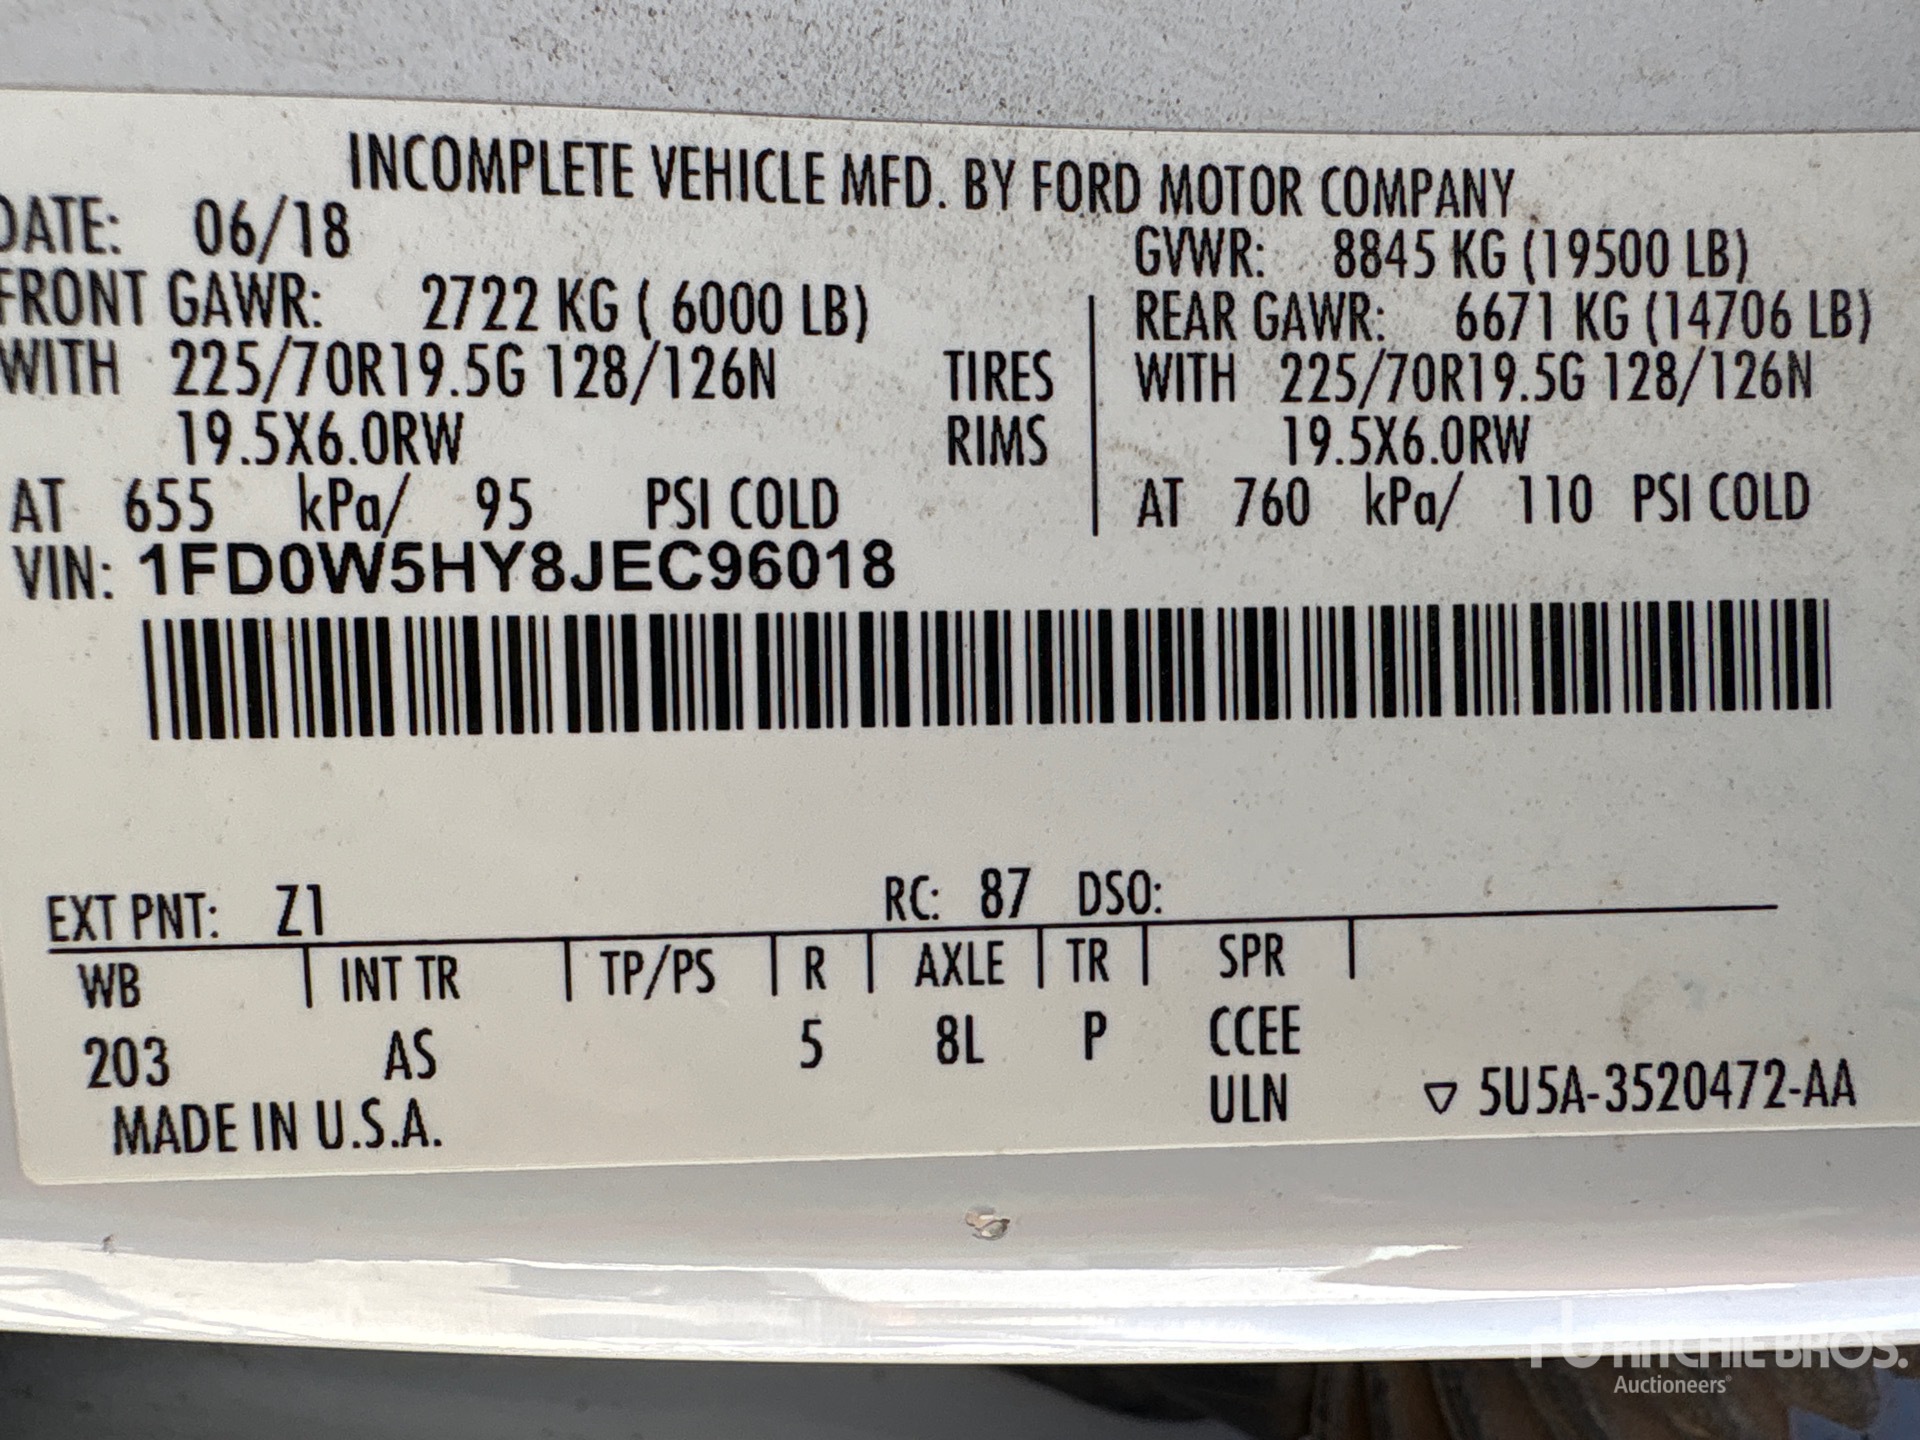 INCOMPLETE VEHICLE MFD. BY FORD MOTOR COMPANY
DATE: 06/18
GVWR: 8845 KG (19500 LB)
FRONT GAWR: 2722 KG ( 6000 LB)
REAR GAWR: 6671 KG (14706 LB)
WITH 225/70R19.5G 128/126N TIRES WITH 225/70R19.5G 128/126N
19.5X6.0RW RIMS 19.5X6.0RW
AT 655 kPa/ 95 PSI COLD AT 760 kPa/ 110 PSI COLD
VIN: 1FD0W5HY8JEC96018
EXT PNT: Z1 RC: 87 DSO:
WB INT TR TP/PS R AXLE TR SPR
203 AS 5 8L P CCEE
ULN
MADE IN U.S.A.
5U5A-3520472-AA
RITCHIE BROS.
Auctioneers